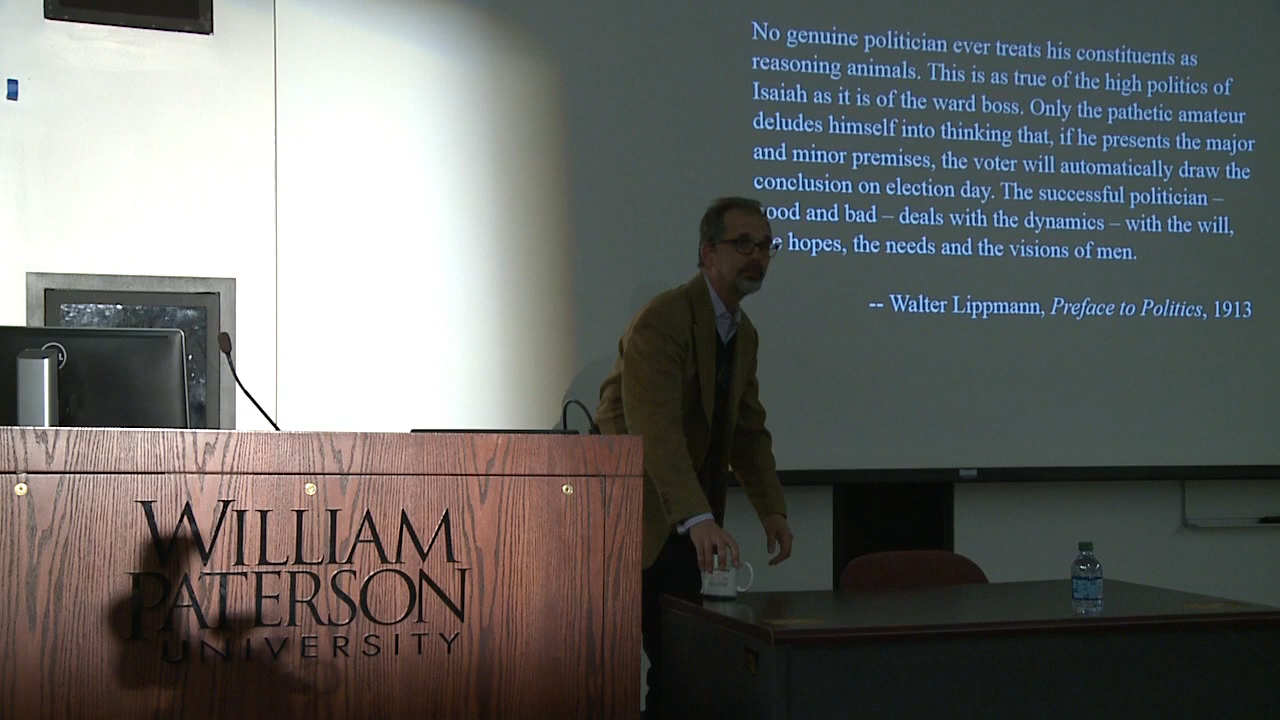 No genuine politician ever treats his constituents as
reasoning animals. This is as true of the high politics of
Isaiah as it is of the ward boss. Only the pathetic amateur
deludes himself into thinking that, if he presents the major
and minor premises, the voter will automatically draw the
conclusion on election day. The successful politician –
and bad – deals with the dynamics – with the will,
hopes, the needs and the visions of men.
-- Walter Lippmann, Preface to Politics, 1913
WILLIAM
PATERSON
UNIVERSITY